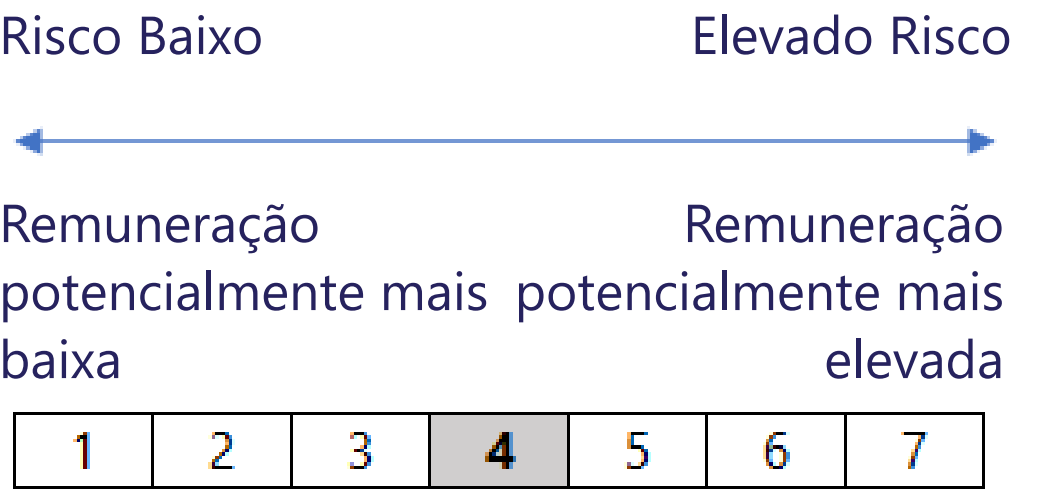 Risco Baixo Elevado Risco
Remuneração Remuneração
potencialmente mais potencialmente mais
baixa elevada
1 2 3 4 5 6 7